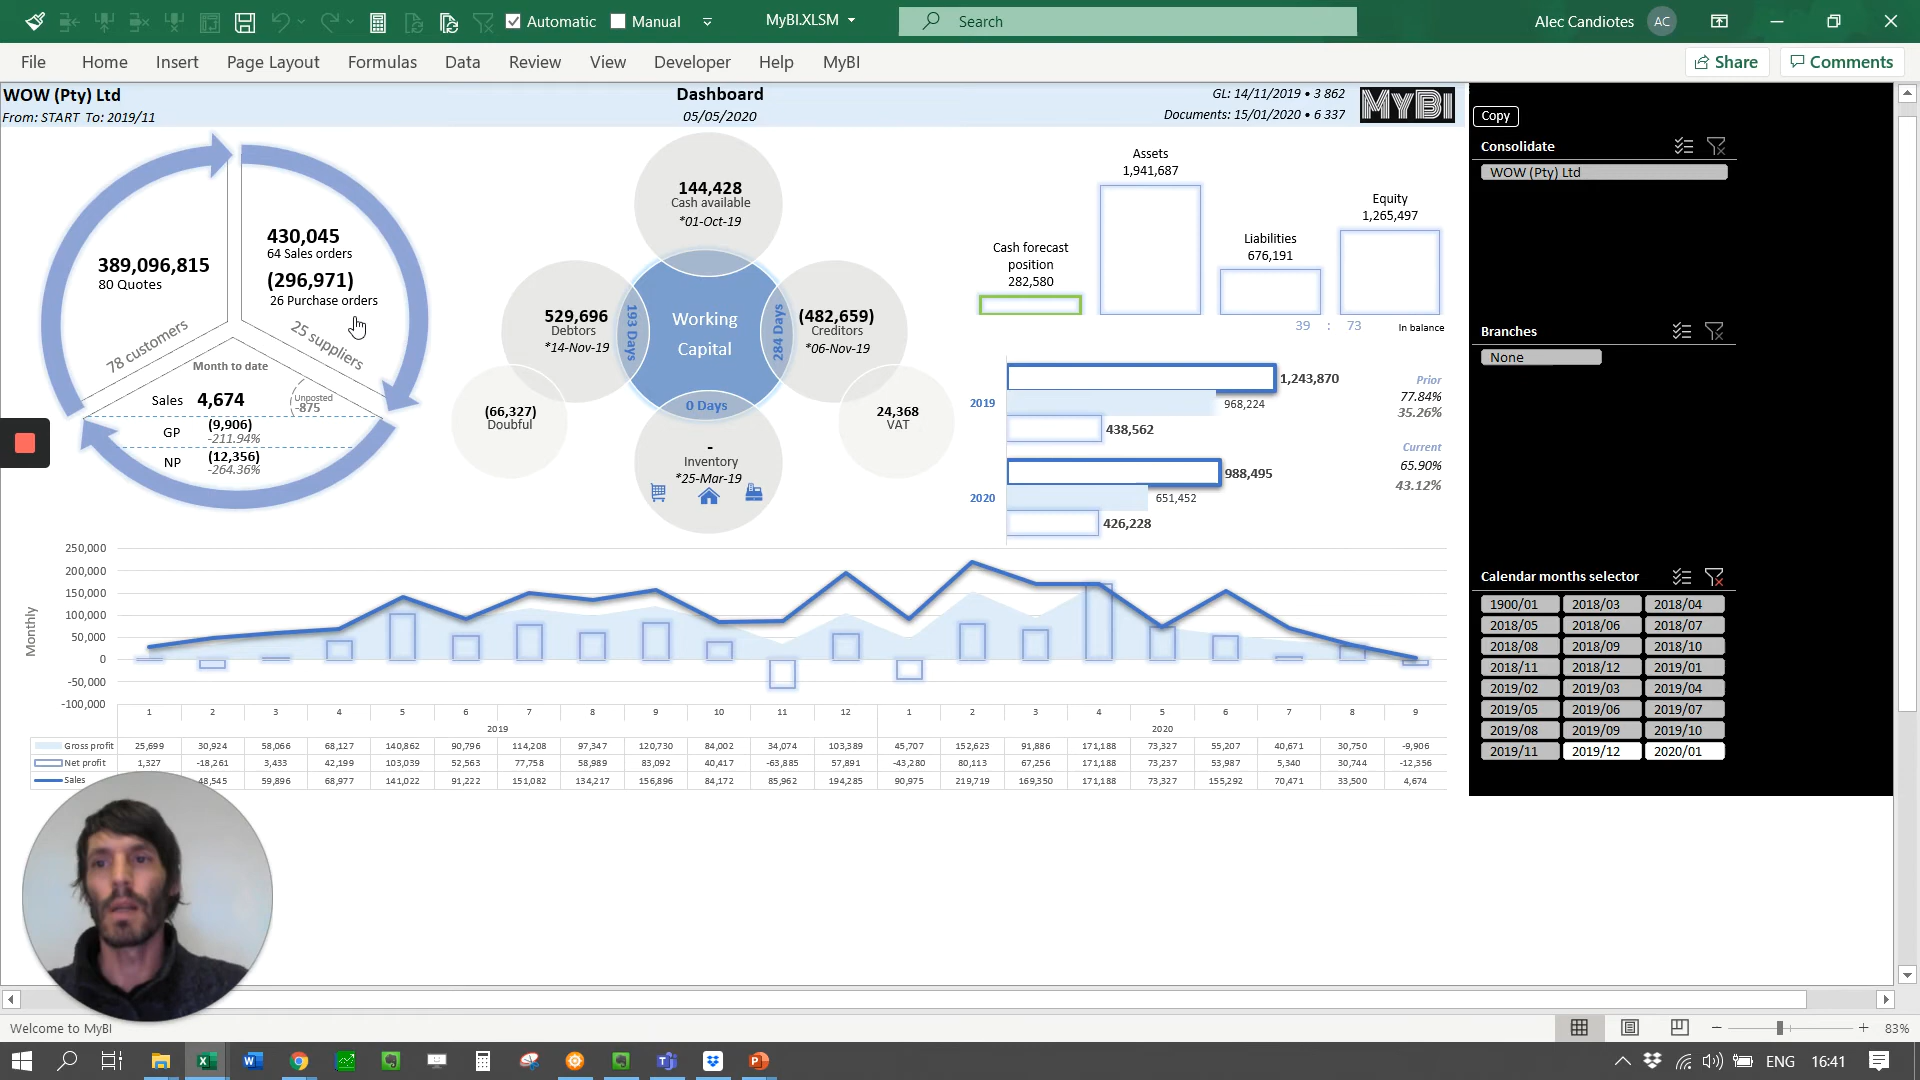 Automatic
Manual
MyBI.XLSM
Search
Alec Candiotes
AC
File
Home
Insert
Page Layout
Formulas
Data
Review
View
Developer
Help
MyBI
Share
Comments
WOW (Pty) Ltd
From: START To: 2019/11
Dashboard
05/05/2020
GL: 14/11/2019 • 3 862
Documents: 15/01/2020 • 6 337
MYBI
389,096,815
80 Quotes
430,045
64 Sales orders
(296,971)
26 Purchase orders
78 customers
25 suppliers
Month to date
Sales 4,674
Unposted
-875
GP (9,906)
-211.94%
NP (12,356)
-264.36%
144,428
Cash available
*01-Oct-19
529,696
Debtors
*14-Nov-19
193 Days
Working
Capital
284 Days
(482,659)
Creditors
*06-Nov-19
(66,327)
Doubful
0 Days
24,368
VAT
-
Inventory
*25-Mar-19
Cash forecast
position
282,580
Assets
1,941,687
Liabilities
676,191
Equity
1,265,497
39 : 73
In balance
2019
1,243,870
968,224
438,562
Prior
77.84%
35.26%
2020
988,495
651,452
426,228
Current
65.90%
43.12%
Monthly
250,000
200,000
150,000
100,000
50,000
0
-50,000
-100,000
1 2 3 4 5 6 7 8 9 10 11 12 1 2 3 4 5 6 7 8 9
2019 2020
Gross profit 25,699 30,924 58,066 68,127 140,862 90,796 114,208 97,347 120,730 84,002 34,074 103,389 45,707 152,623 91,886 171,188 73,327 55,207 40,671 30,750 -9,906
Net profit 1,327 -18,261 3,433 42,199 103,039 52,563 77,758 58,989 83,092 40,417 -63,885 57,891 -43,280 80,113 67,256 171,188 73,237 53,987 5,340 30,744 -12,356
Sales 48,545 59,896 68,977 141,022 91,222 151,082 134,217 156,896 84,172 85,962 194,285 90,975 219,719 169,350 171,188 73,327 155,292 70,471 33,500 4,674
Copy
Consolidate
WOW (Pty) Ltd
Branches
None
Calendar months selector
1900/01 2018/03 2018/04
2018/05 2018/06 2018/07
2018/08 2018/09 2018/10
2018/11 2018/12 2019/01
2019/02 2019/03 2019/04
2019/05 2019/06 2019/07
2019/08 2019/09 2019/10
2019/11 2019/12 2020/01
Welcome to MyBI
83%
ENG
16:41